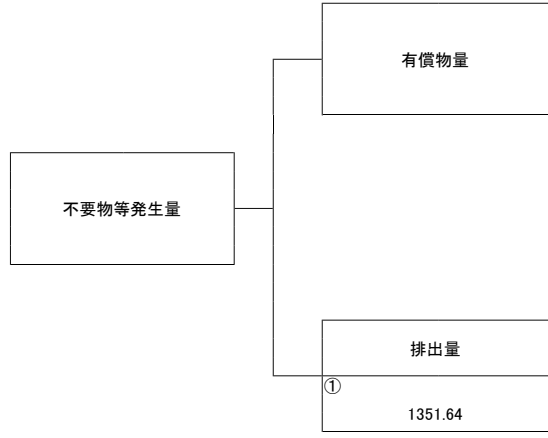 有償物量
不要物等発生量
排出量
①
1351.64